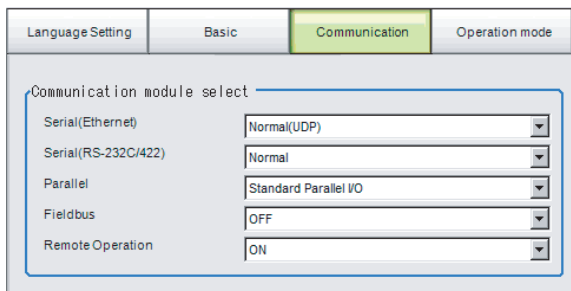 Language Setting Basic Communication Operation mode
Communication module select
Serial(Ethernet) Normal(UDP)
Serial(RS-232C/422) Normal
Parallel Standard Parallel I/O
Fieldbus OFF
Remote Operation ON